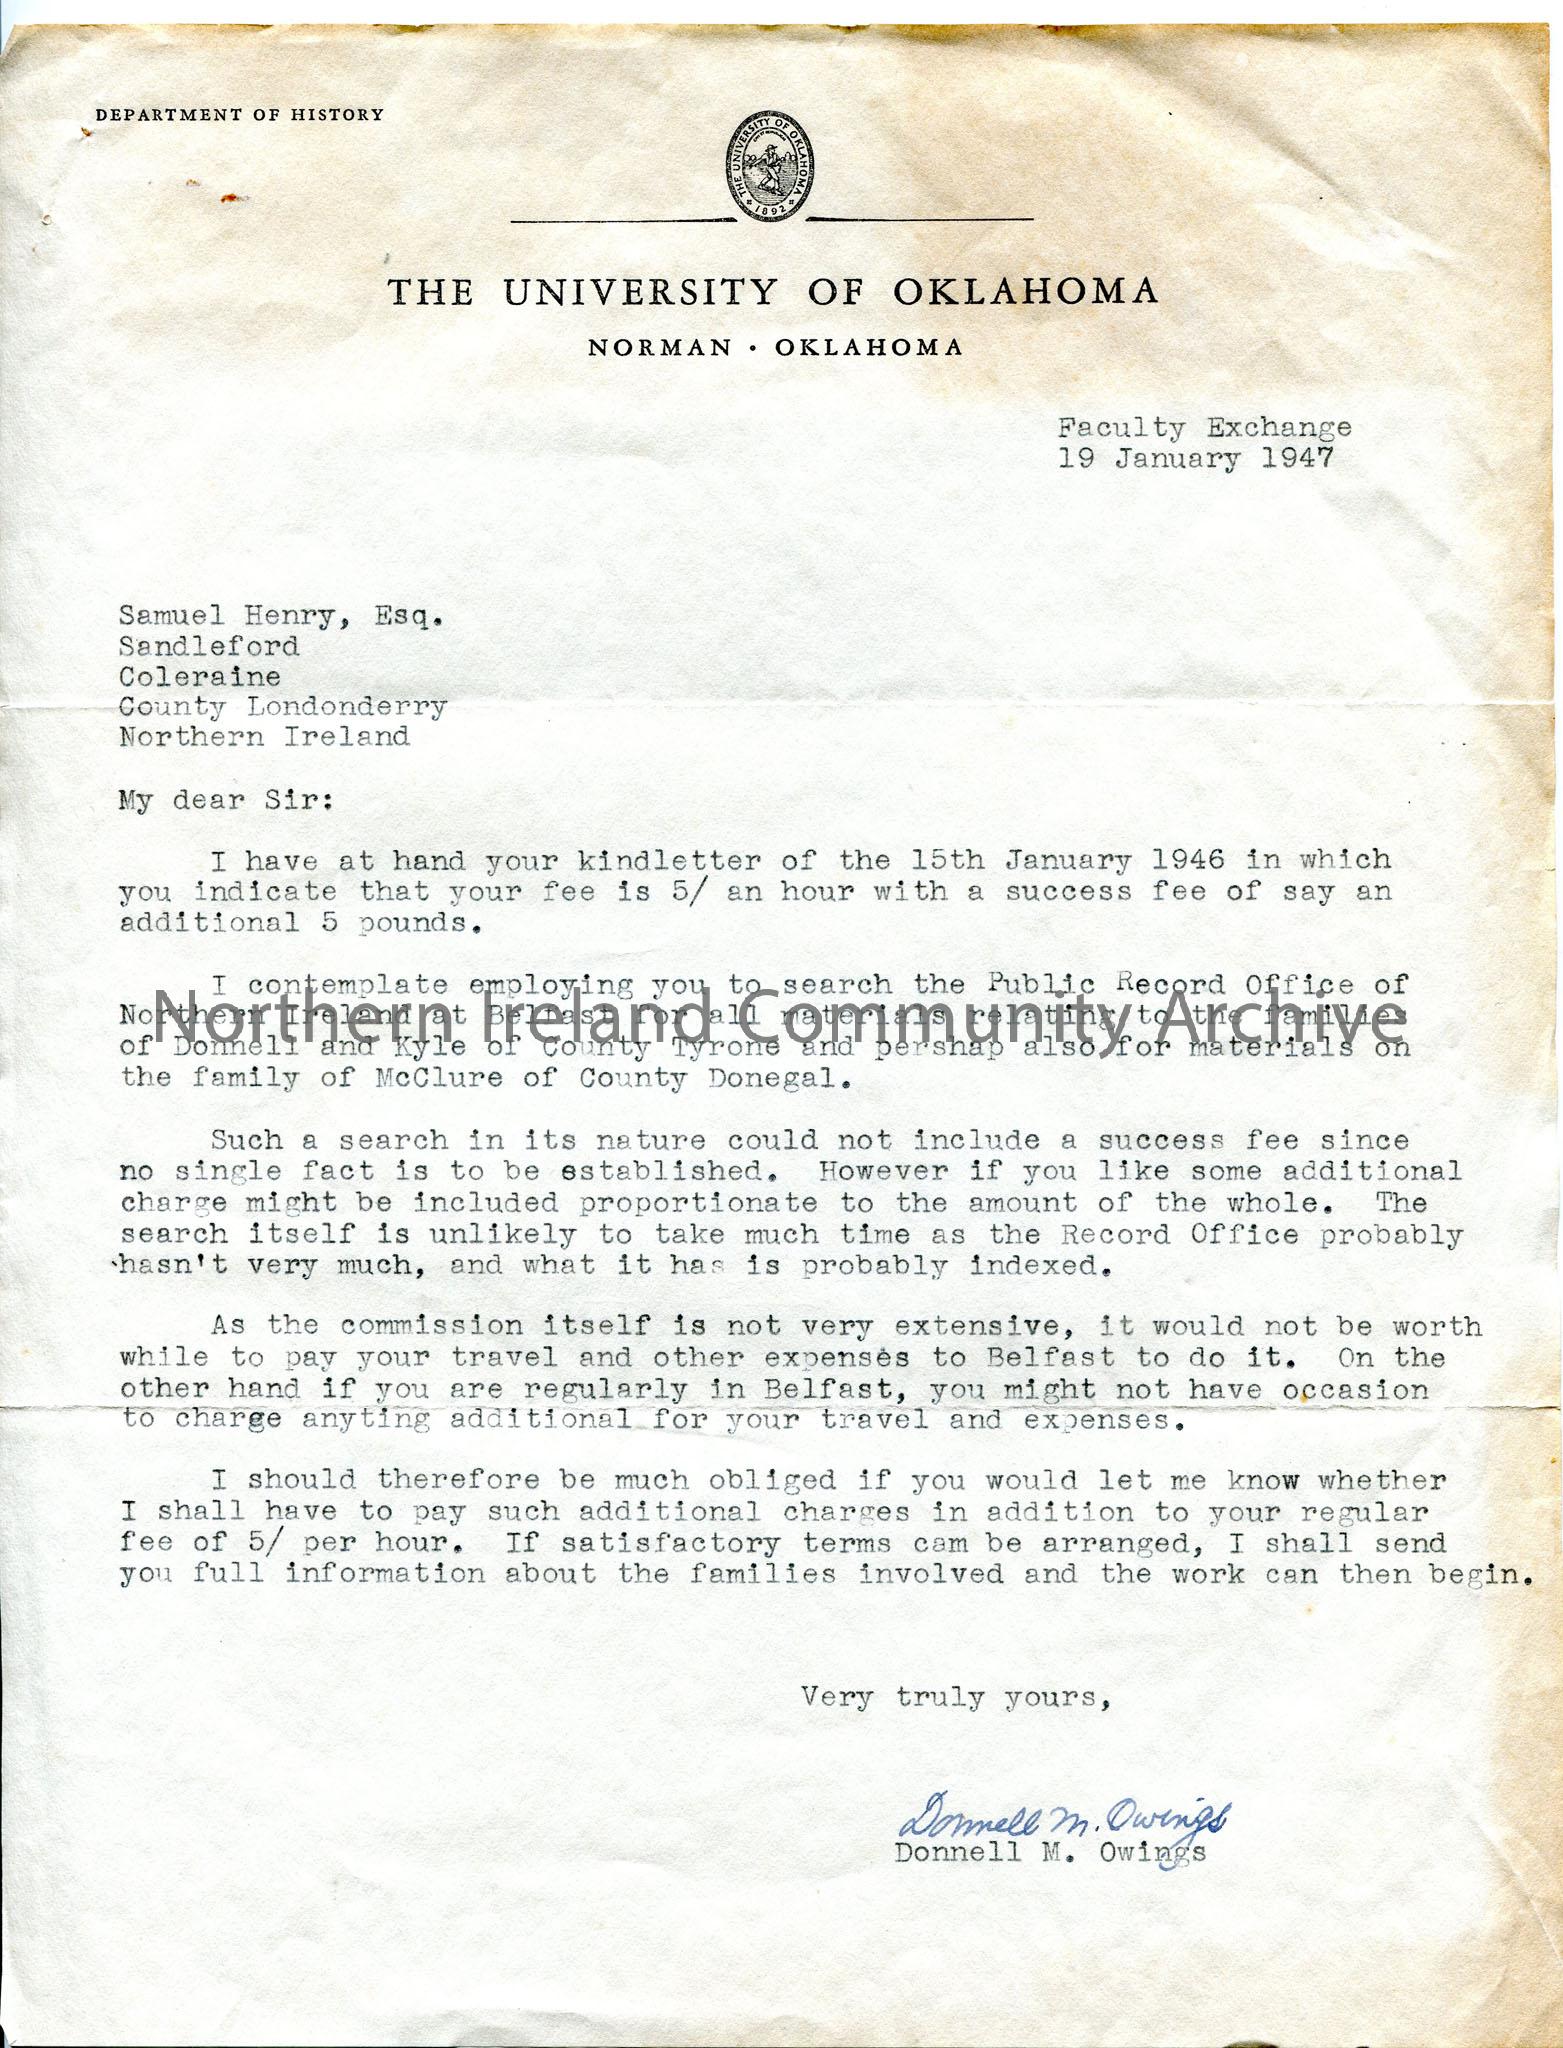 DEPARTMENT OF HISTORY
THE UNIVERSITY OF OKLAHOMA
1892
THE UNIVERSITY OF OKLAHOMA
NORMAN • OKLAHOMA
Faculty Exchange
19 January 1947
Samuel Henry, Esq.
Sandleford
Coleraine
County Londonderry
Northern Ireland
My dear Sir:
I have at hand your kindletter of the 15th January 1946 in which
you indicate that your fee is 5/ an hour with a success fee of say an
additional 5 pounds.
I contemplate employing you to search the Public Record Office of
Northern Ireland at Belfast for all materials relating to the families
of Donnell and Kyle of County Tyrone and pershap also for materials on
the family of McClure of County Donegal.
Northern Ireland Community Archive
Such a search in its nature could not include a success fee since
no single fact is to be established. However if you like some additional
charge might be included proportionate to the amount of the whole. The
search itself is unlikely to take much time as the Record Office probably
hasn't very much, and what it has is probably indexed.
As the commission itself is not very extensive, it would not be worth
while to pay your travel and other expenses to Belfast to do it. On the
other hand if you are regularly in Belfast, you might not have occasion
to charge anyting additional for your travel and expenses.
I should therefore be much obliged if you would let me know whether
I shall have to pay such additional charges in addition to your regular
fee of 5/ per hour. If satisfactory terms cam be arranged, I shall send
you full information about the families involved and the work can then begin.
Very truly yours,
Donnell M. Owings
Donnell M. Owings